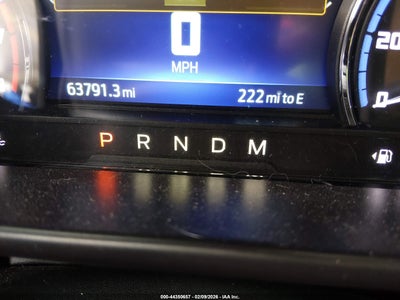 0
MPH
63791.3 mi
222 mi to E
P R N D M
000-44350657 - 02/09/2026 - IAA Inc.